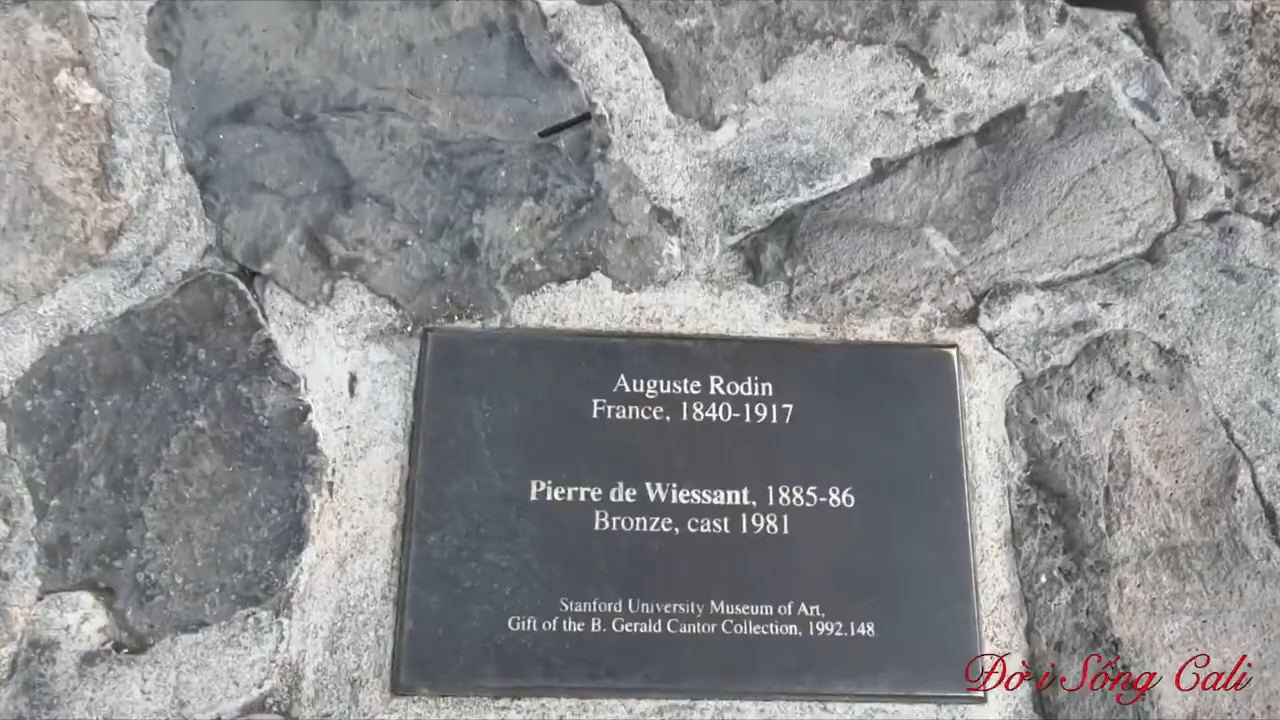 Auguste Rodin
France, 1840-1917
Pierre de Wiessant, 1885-86
Bronze, cast 1981
Stanford University Museum of Art,
Gift of the B. Gerald Cantor Collection, 1992.148
Đời Sống Cali